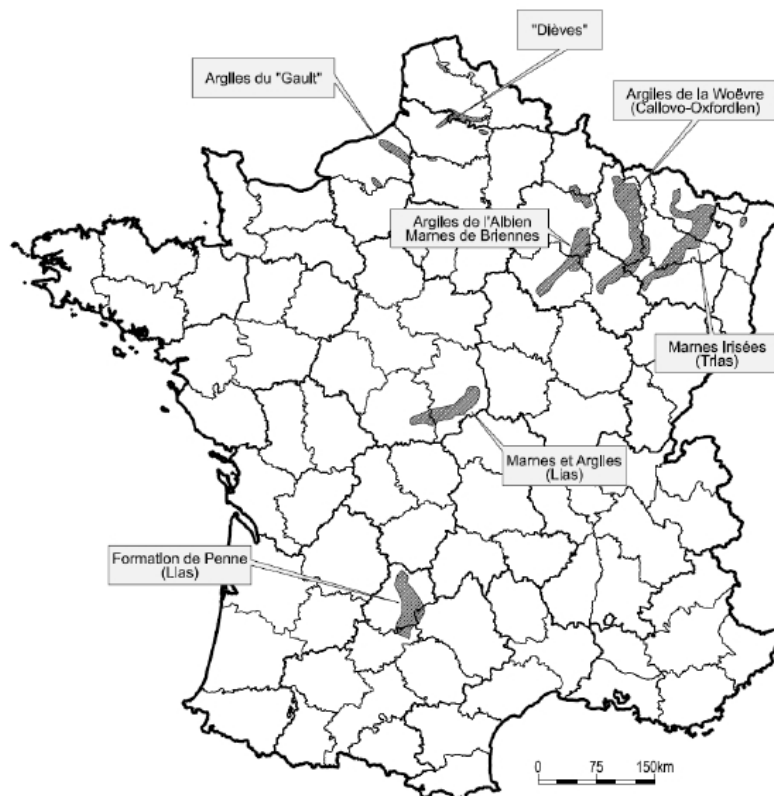 "Dièves"
Argiles du "Gault"
Argiles de la Woëvre
(Callovo-Oxfordien)
Argiles de l'Albien
Marnes de Briennes
Marnes Irisées
(Trias)
Marnes et Argiles
(Lias)
Formation de Penne
(Lias)
0 75 150km